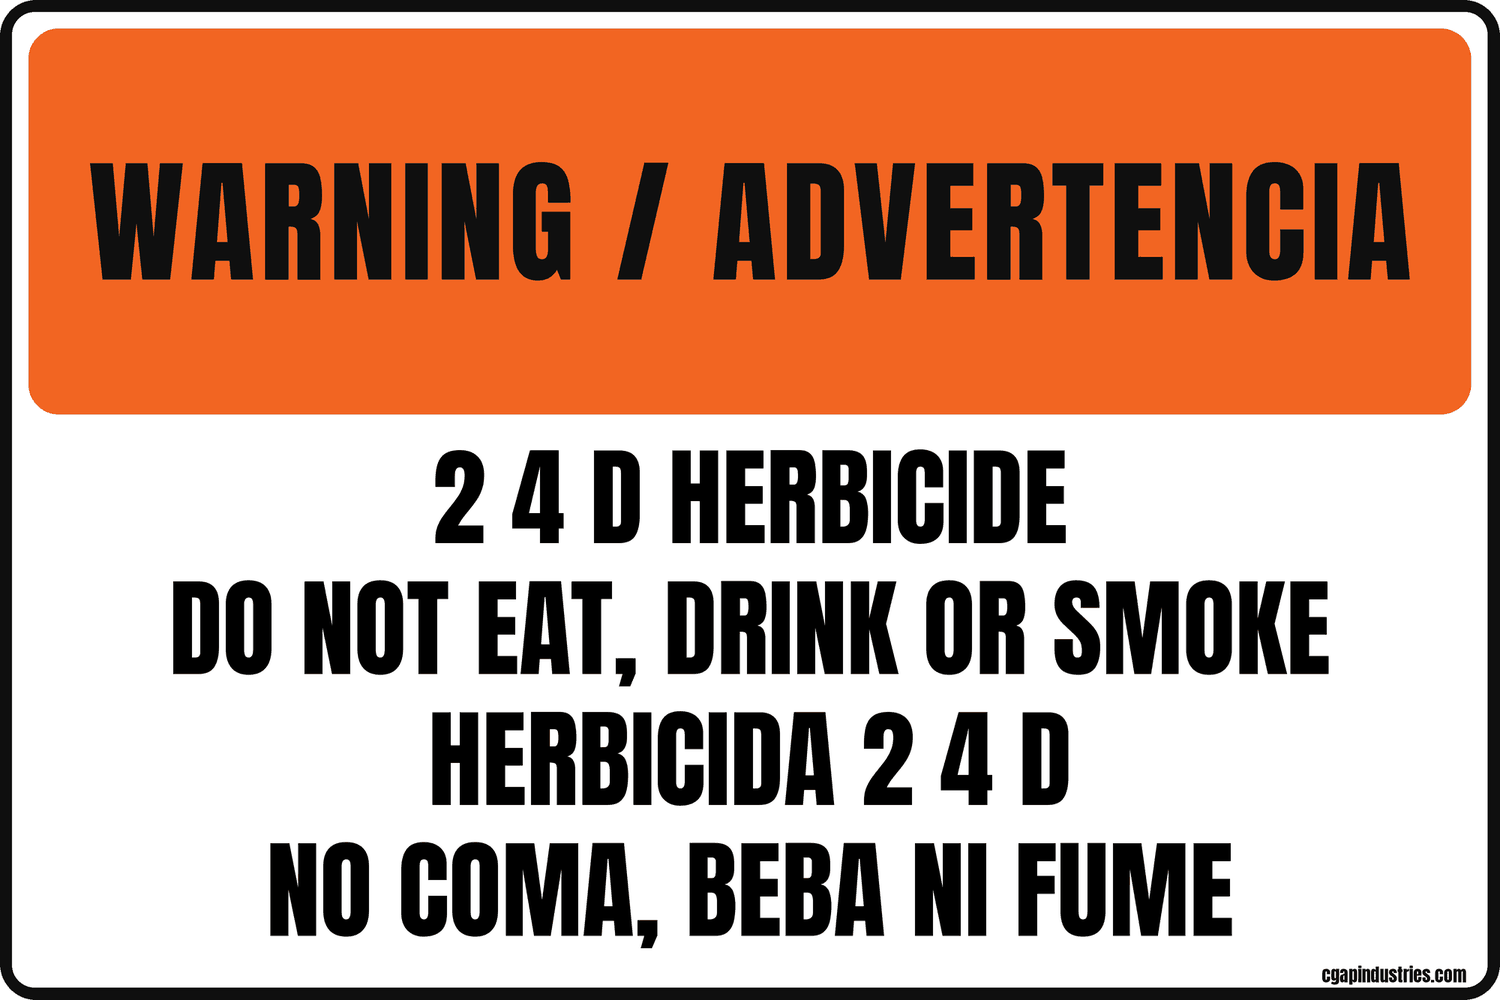 WARNING / ADVERTENCIA
2 4 D HERBICIDE
DO NOT EAT, DRINK OR SMOKE
HERBICIDA 2 4 D
NO COMA, BEBA NI FUME
cgapindustries.com